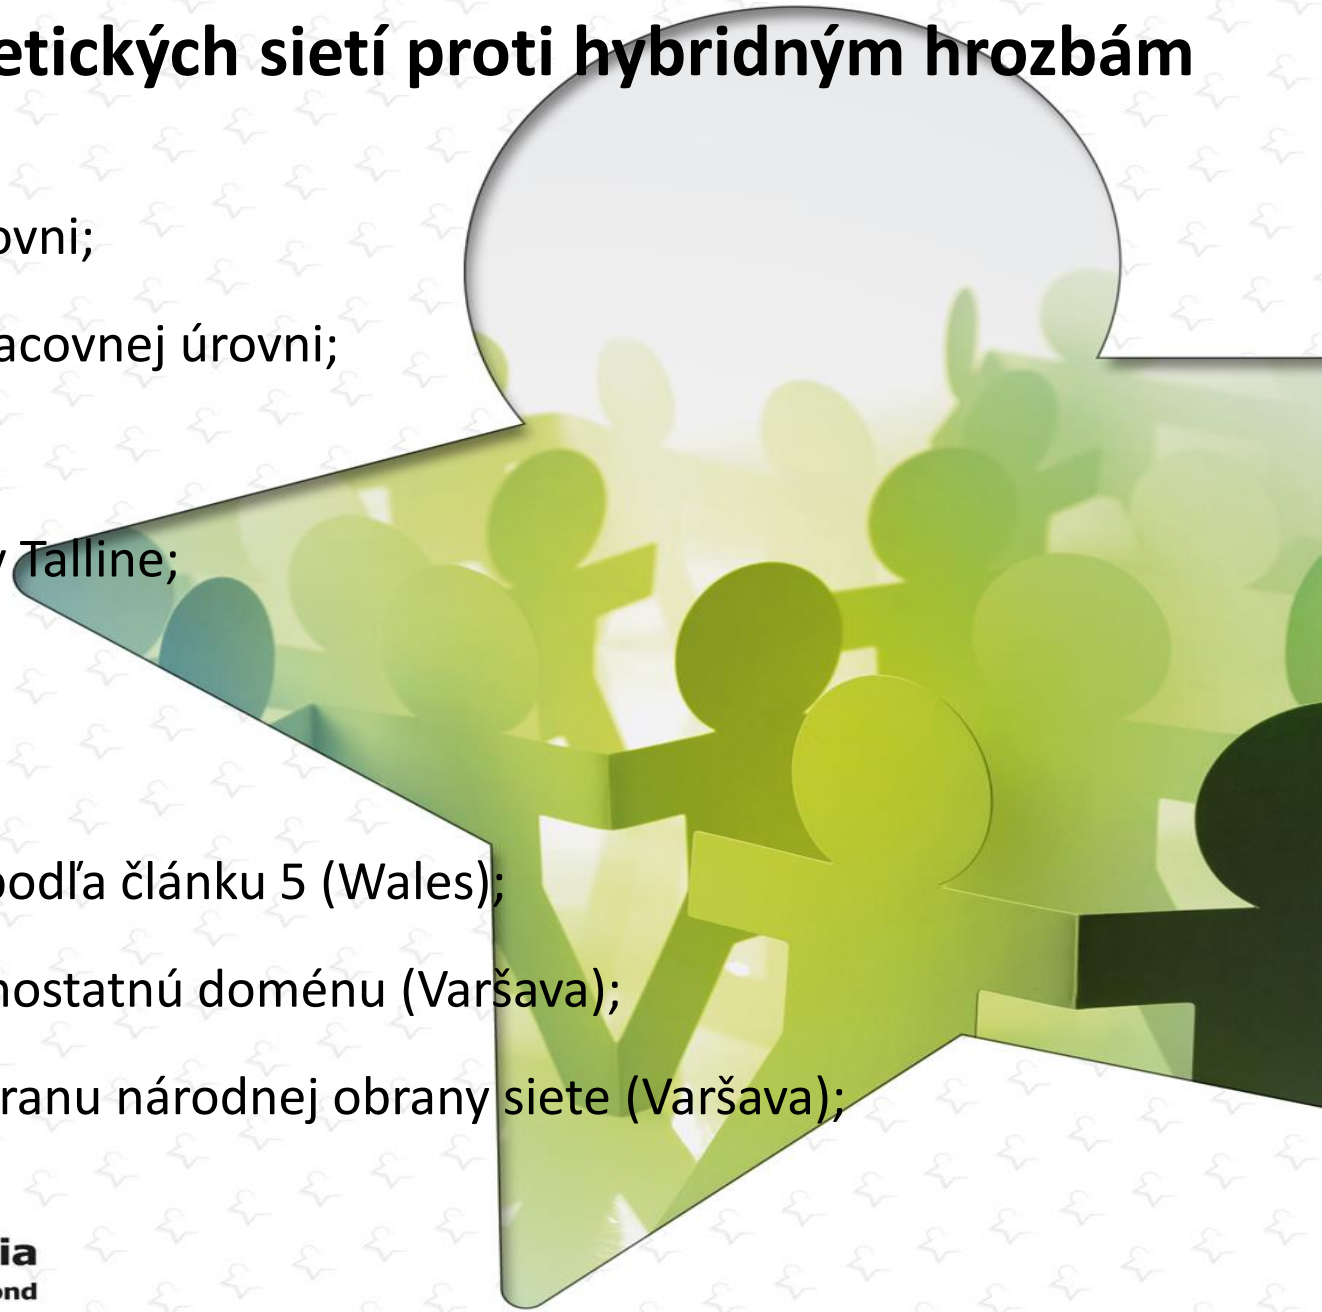 etických sietí proti hybridným hrozbám
ovni;
acovnej úrovni;
v Talline;
podľa článku 5 (Wales);
nostatnú doménu (Varšava);
ranu národnej obrany siete (Varšava);
ia
ond